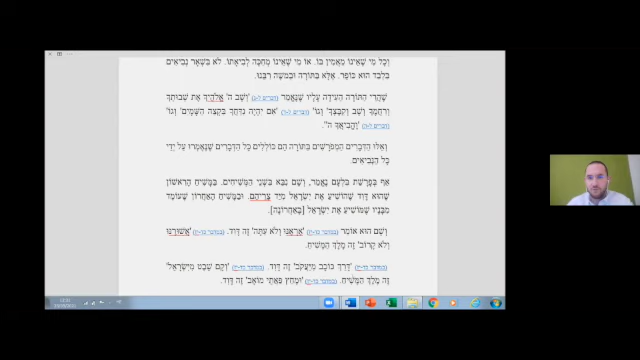 וְכָל מִי שֶׁאֵינוֹ מַאֲמִין בּוֹ. אוֹ מִי שֶׁאֵינוֹ מְחַכֶּה לְבִיאָתוֹ. לֹא בִּשְׁאָר נְבִיאִים
בִּלְבַד הוּא כּוֹפֵר. אֶלָּא בַּתּוֹרָה וּבְמֹשֶׁה רַבֵּנוּ.
שֶׁהֲרֵי הַתּוֹרָה הֵעִידָה עָלָיו שֶׁנֶּאֱמַר 'וְשָׁב ה' אֱלֹהֶיךָ אֶת שְׁבוּתְךָ
וְרִחֲמֶךָ וְשָׁב וְקִבֶּצְךָ' וְגוֹ' 'אִם יִהְיֶה נִדַּחֲךָ בִּקְצֵה הַשָּׁמָיִם' וְגוֹ'
'וֶהֱבִיאֲךָ ה''.
וְאֵלּוּ הַדְּבָרִים הַמְפֹרָשִׁים בַּתּוֹרָה הֵם כּוֹלְלִים כָּל הַדְּבָרִים שֶׁנֶּאֶמְרוּ עַל יְדֵי
כָּל הַנְּבִיאִים.
אַף בְּפָרָשַׁת בִּלְעָם נֶאֱמַר, וְשָׁם נִבָּא בִּשְׁנֵי הַמְּשִׁיחִים. בַּמָּשִׁיחַ הָרִאשׁוֹן
שֶׁהוּא דָּוִד שֶׁהוֹשִׁיעַ אֶת יִשְׂרָאֵל מִיַּד צָרֵיהֶם. וּבַמָּשִׁיחַ הָאַחֲרוֹן שֶׁעוֹמֵד
מִבָּנָיו שֶׁמּוֹשִׁיעַ אֶת יִשְׂרָאֵל [בָּאַחֲרוֹנָה].
וְשָׁם הוּא אוֹמֵר 'אֶרְאֶנּוּ וְלֹא עַתָּה' זֶה דָּוִד. 'אֲשׁוּרֶנּוּ
וְלֹא קָרוֹב' זֶה מֶלֶךְ הַמָּשִׁיחַ.
'דָּרַךְ כּוֹכָב מִיַּעֲקֹב' זֶה דָּוִד. 'וְקָם שֵׁבֶט מִיִּשְׂרָאֵל'
זֶה מֶלֶךְ הַמָּשִׁיחַ. 'וּמָחַץ פַּאֲתֵי מוֹאָב' זֶה דָּוִד.